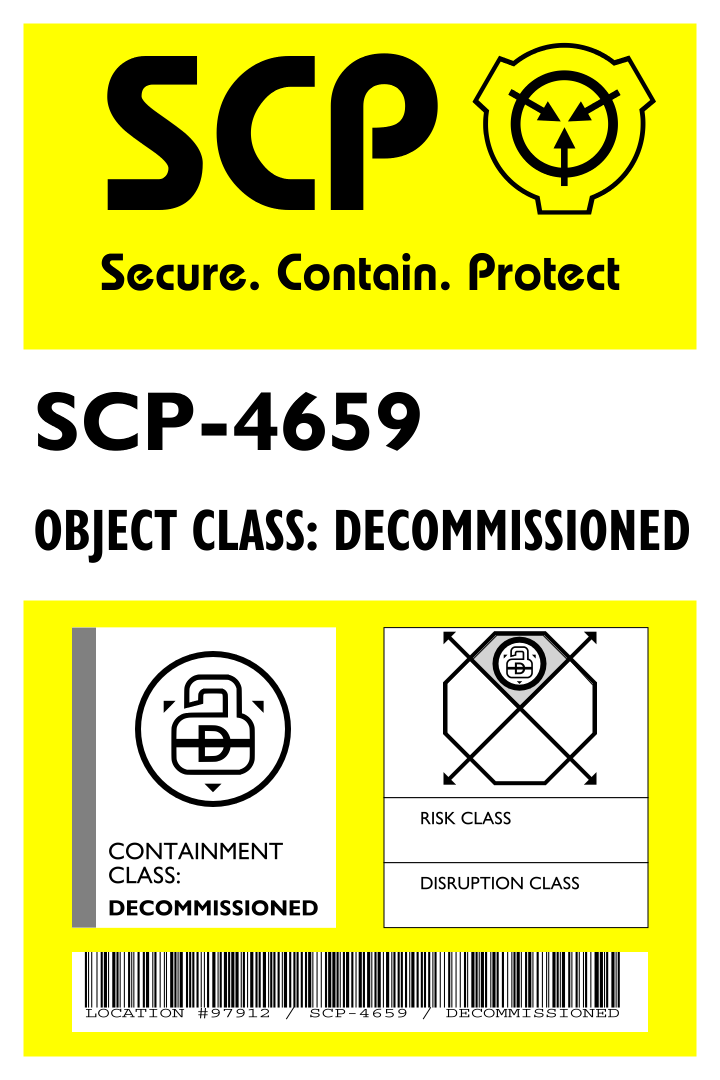 SCP
Secure. Contain. Protect
SCP-4659
OBJECT CLASS: DECOMMISSIONED
D
CONTAINMENT
CLASS:
DECOMMISSIONED
D
RISK CLASS
DISRUPTION CLASS
LOCATION #97912 / SCP-4659 / DECOMMISSIONED